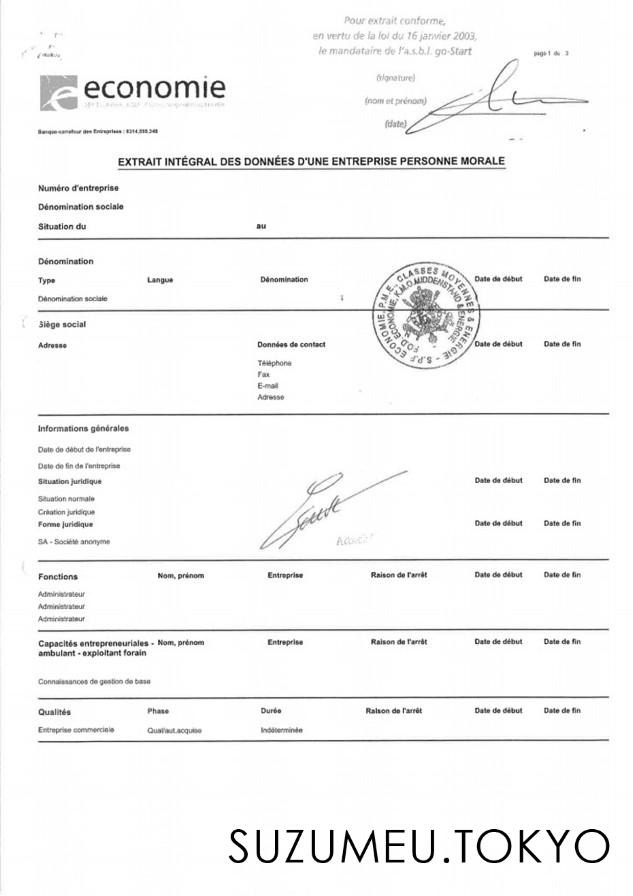 Pour extrait conforme,
en vertu de la loi du 16 janvier 2003,
le mandataire de l'a.s.b.l. go-Start
page 1 du 3
(signature)
(nom et prénom)
(date)
economie
Banque-carrefour des Entreprises : 0314.595.348
EXTRAIT INTÉGRAL DES DONNÉES D'UNE ENTREPRISE PERSONNE MORALE
Numéro d'entreprise
Dénomination sociale
Situation du au
Dénomination
Type Langue Dénomination Date de début Date de fin
Dénomination sociale
S.P.F. ECONOMIE, P.M.E., CLASSES MOYENNES & ENERGIE
F.O.D. ECONOMIE, K.M.O. MIDDENSTAND & ENERGIE
Siège social
Adresse Données de contact Date de début Date de fin
Téléphone
Fax
E-mail
Adresse
Informations générales
Date de début de l'entreprise
Date de fin de l'entreprise
Situation juridique Date de début Date de fin
Situation normale
Création juridique
Forme juridique Date de début Date de fin
SA - Société anonyme
Fonctions Nom, prénom Entreprise Raison de l'arrêt Date de début Date de fin
Administrateur
Administrateur
Administrateur
Capacités entrepreneuriales - Nom, prénom Entreprise Raison de l'arrêt Date de début Date de fin
ambulant - exploitant forain
Connaissances de gestion de base
Qualités Phase Durée Raison de l'arrêt Date de début Date de fin
Entreprise commerciale Qual/aut.acquise Indéterminée
SUZUMEU.TOKYO